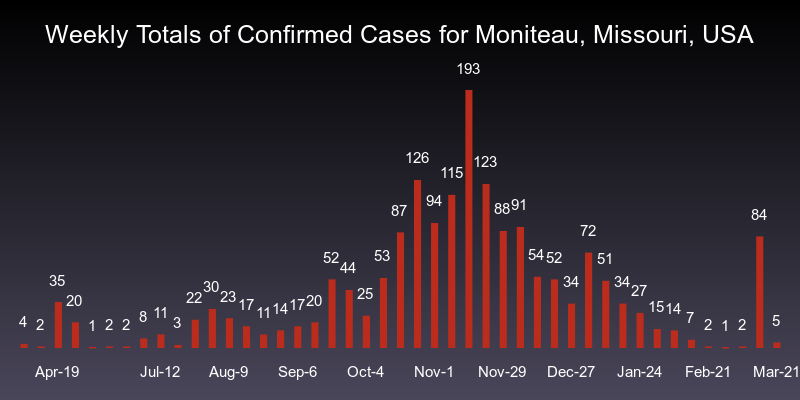 Weekly Totals of Confirmed Cases for Moniteau, Missouri, USA
4 2 35 20 1 2 2 8 11 3 22 30 23 17 11 14 17 20 52 44 25 53 87 126 94 115 193 123 88 91 54 52 34 72 51 34 27 15 14 7 2 1 2 84 5
Apr-19 Jul-12 Aug-9 Sep-6 Oct-4 Nov-1 Nov-29 Dec-27 Jan-24 Feb-21 Mar-21